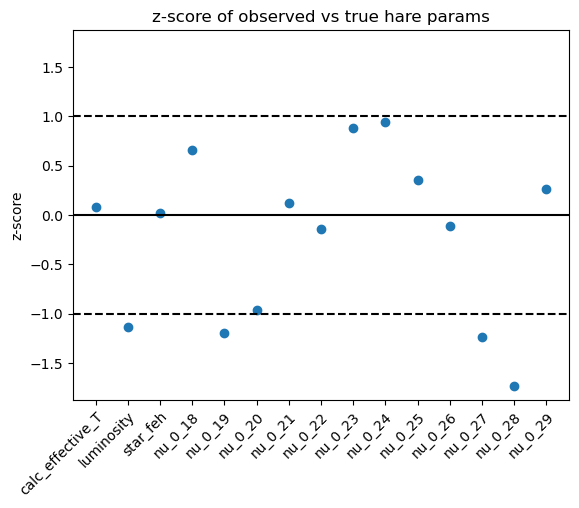 z-score of observed vs true hare params
z-score
1.5
1.0
0.5
0.0
−0.5
−1.0
−1.5
calc_effective_T
luminosity
star_feh
nu_0_18
nu_0_19
nu_0_20
nu_0_21
nu_0_22
nu_0_23
nu_0_24
nu_0_25
nu_0_26
nu_0_27
nu_0_28
nu_0_29